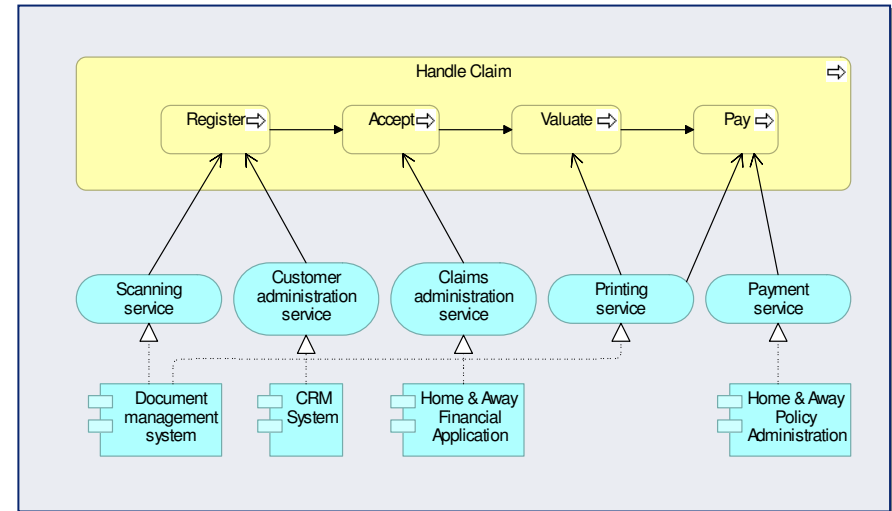 Handle Claim
Register
Accept
Valuate
Pay
Scanning
service
Customer
administration
service
Claims
administration
service
Printing
service
Payment
service
Document
management
system
CRM
System
Home & Away
Financial
Application
Home & Away
Policy
Administration